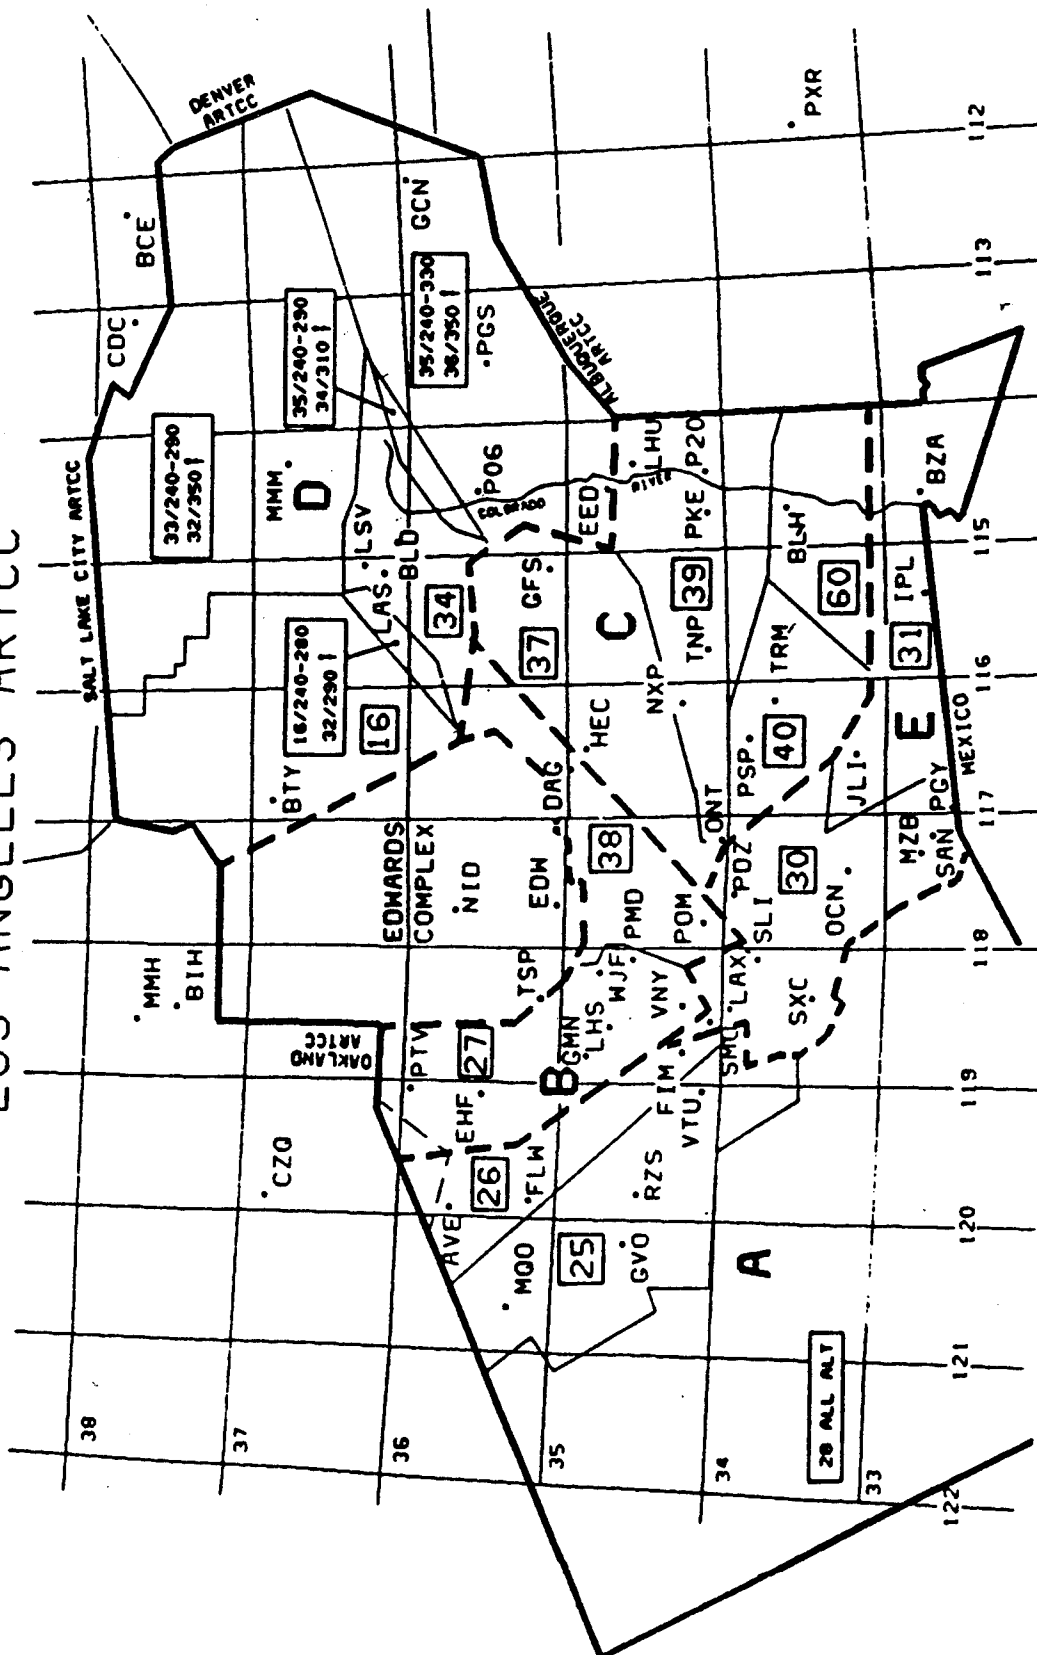 LOS ANGELES ARTCC
DENVER
ARTCC
SALT LAKE CITY ARTCC
OAKLAND
ARTCC
ALBUQUERQUE
ARTCC
MEXICO
COLORADO
RIVER
38
37
36
35
34
33
122
121
120
119
118
117
116
115
113
112
MMH
BIH
CZQ
BTY
EDWARDS
COMPLEX
NID
EDW
TSP
PTV
27
EHF
26
FLW
AVE
MQO
25
GVO
RZS
A
28 ALL ALT
B
GMN
LHS
WJF
PMD
VNY
POM
FIM
VTU
SMO
LAX
SLI
SXC
PDZ
30
OCN
ONT
38
DAG
HEC
NXP
PSP
40
JLI
MZB
SAN
PGY
E
31
IPL
60
TRM
BLH
BZA
TNP
39
PKE
P20
LHU
EED
C
37
GFS
34
BLD
LAS
LSV
16
16/240-280
32/290↑
33/240-290
32/350↑
MMM
D
35/240-290
34/310↑
35/240-330
36/350↑
PGS
P06
GCN
CDC
BCE
PXR